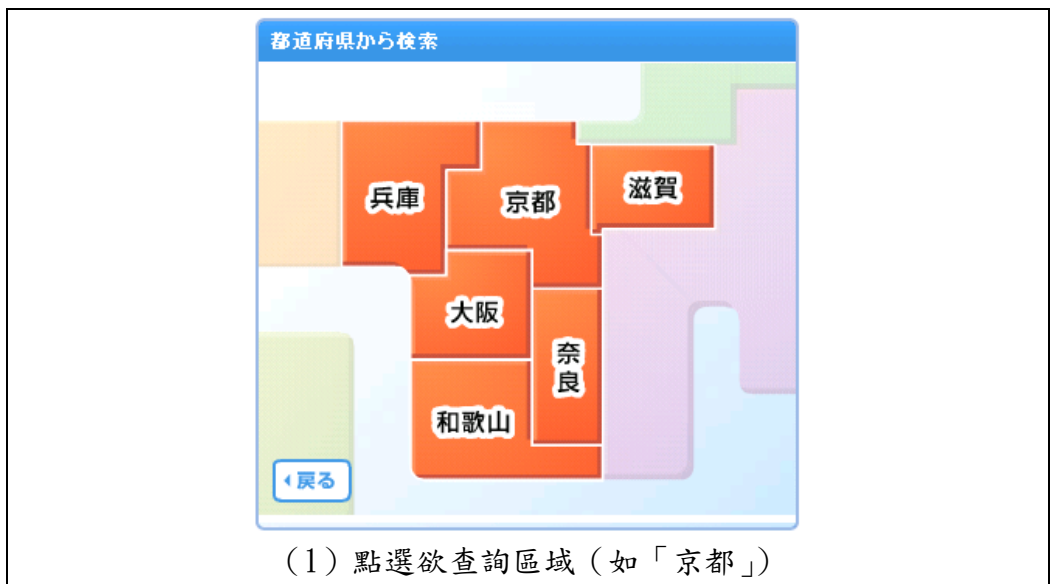 都道府県から検索
兵庫
京都
滋賀
大阪
奈良
和歌山
戻る
（1）點選欲查詢區域（如「京都」）